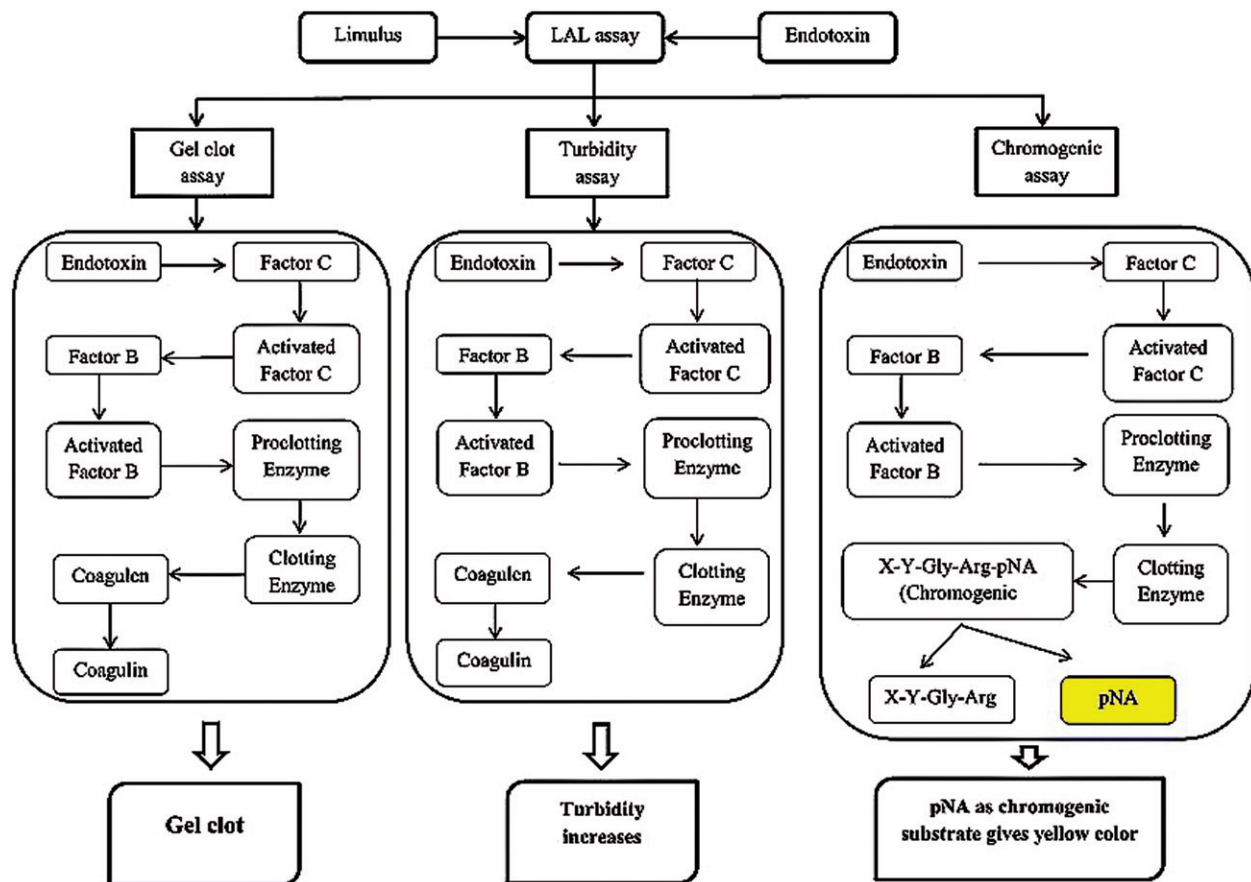 Limulus
LAL assay
Endotoxin
Gel clot
assay
Turbidity
assay
Chromogenic
assay
Endotoxin
Factor C
Factor B
Activated
Factor C
Activated
Factor B
Proclotting
Enzyme
Coagulen
Clotting
Enzyme
Coagulin
Endotoxin
Factor C
Factor B
Activated
Factor C
Activated
Factor B
Proclotting
Enzyme
Coagulen
Clotting
Enzyme
Coagulin
Endotoxin
Factor C
Factor B
Activated
Factor C
Activated
Factor B
Proclotting
Enzyme
X-Y-Gly-Arg-pNA
(Chromogenic
Clotting
Enzyme
X-Y-Gly-Arg
pNA
Gel clot
Turbidity
increases
pNA as chromogenic
substrate gives yellow color